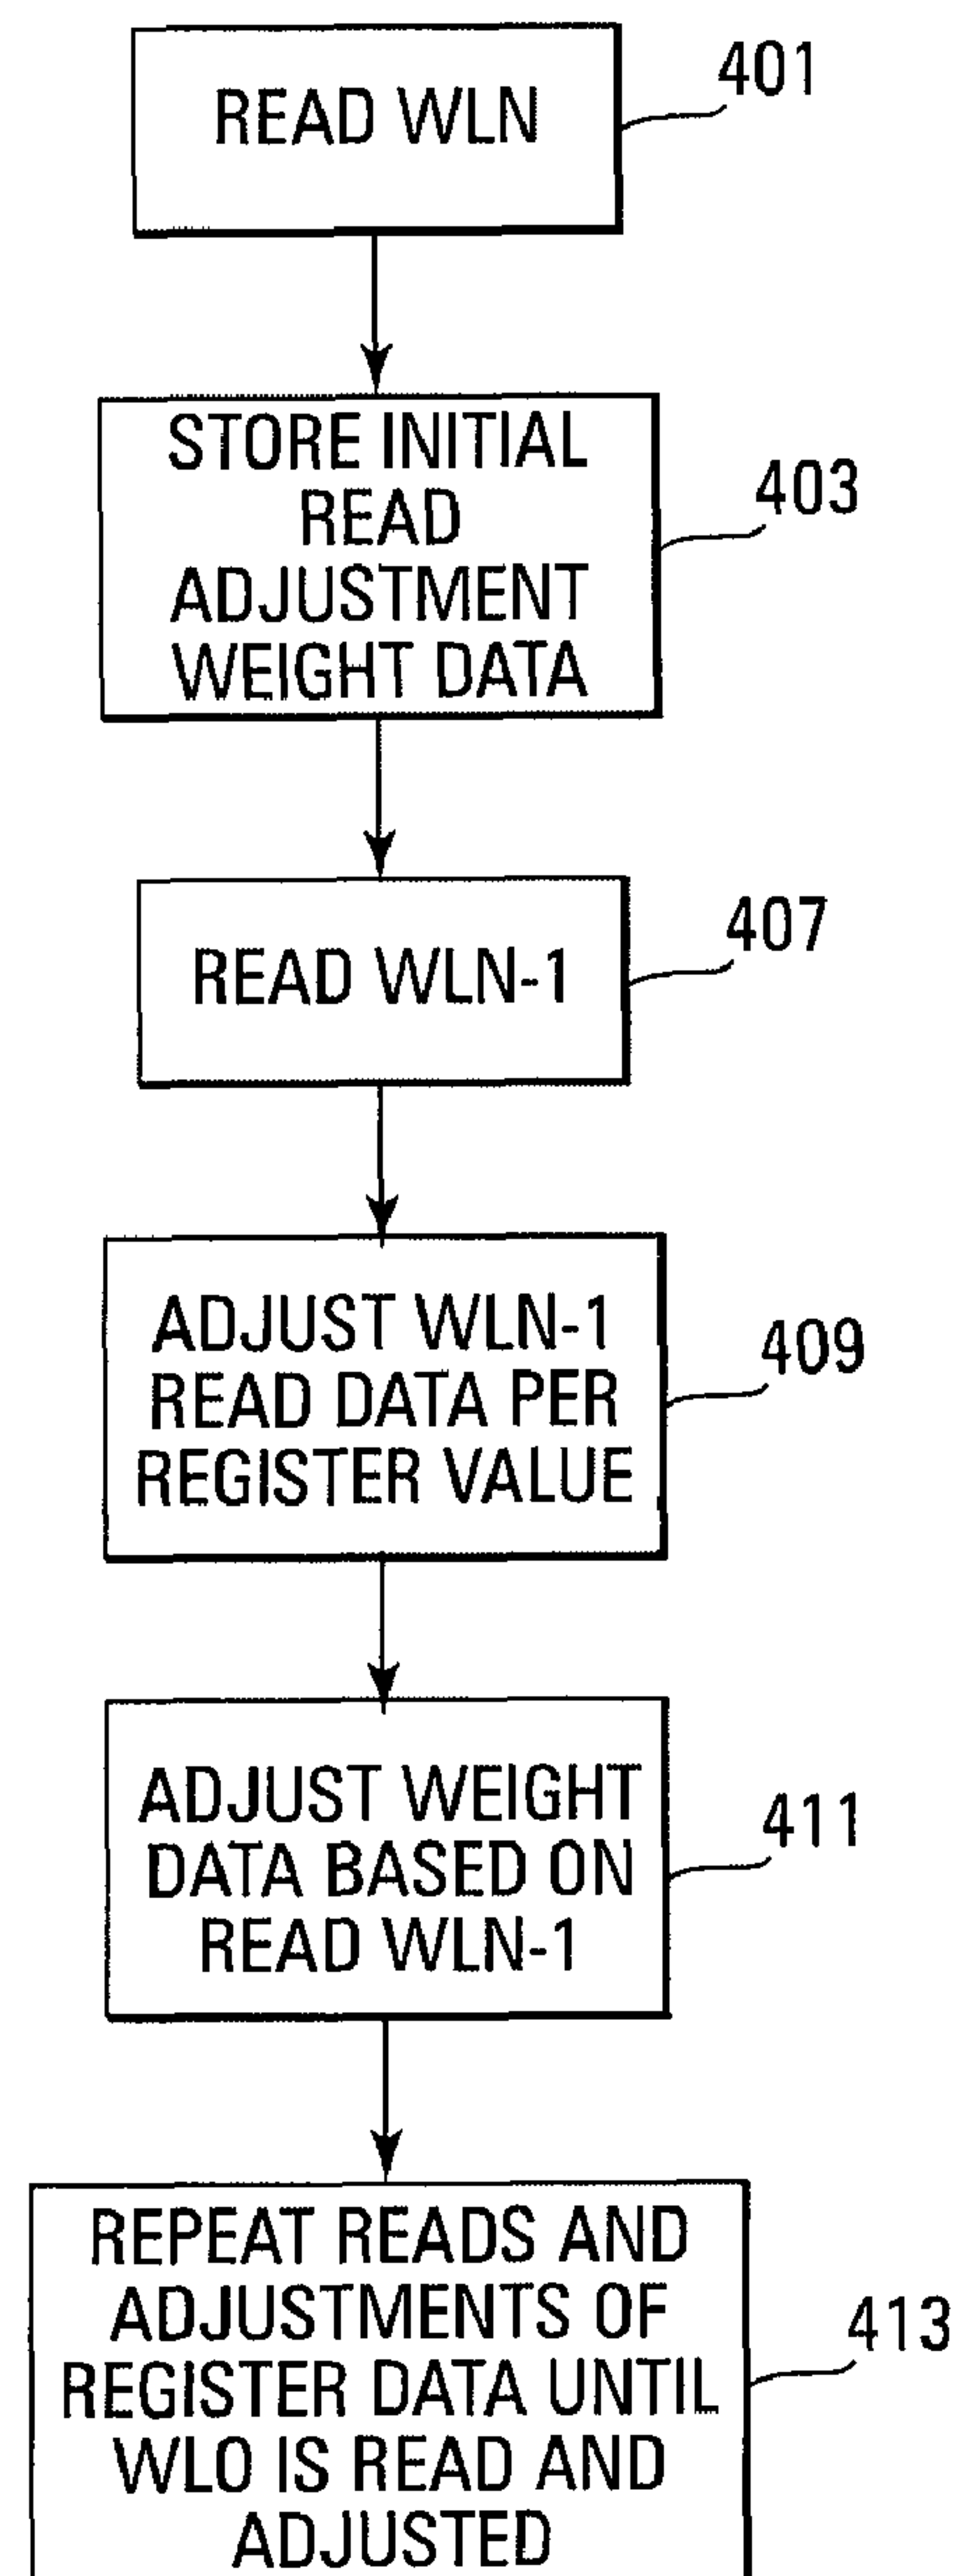 READ WLN
401
STORE INITIAL
READ
ADJUSTMENT
WEIGHT DATA
403
READ WLN-1
407
ADJUST WLN-1
READ DATA PER
REGISTER VALUE
409
ADJUST WEIGHT
DATA BASED ON
READ WLN-1
411
REPEAT READS AND
ADJUSTMENTS OF
REGISTER DATA UNTIL
WLO IS READ AND
ADJUSTED
413